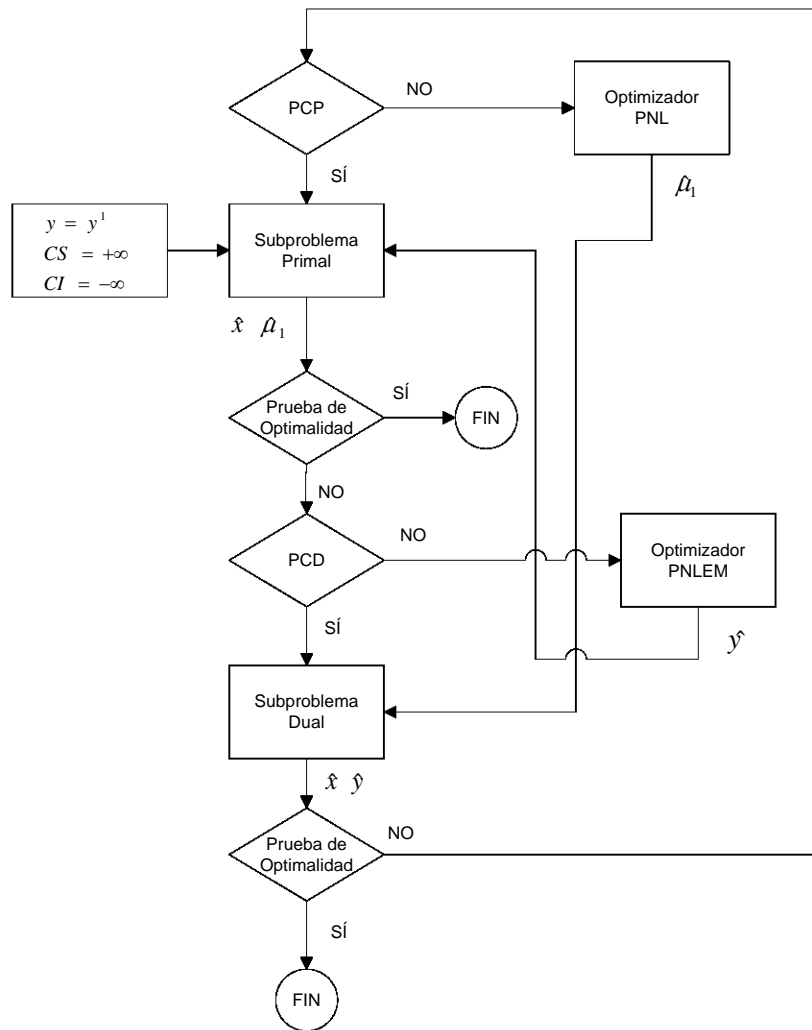 PCP
NO
Optimizador
PNL
SÍ
μ̂₁
y = y¹
CS = +∞
CI = −∞
Subproblema
Primal
x̂ μ̂₁
Prueba de
Optimalidad
SÍ
FIN
NO
PCD
NO
Optimizador
PNLEM
SÍ
ŷ
Subproblema
Dual
x̂ ŷ
Prueba de
Optimalidad
NO
SÍ
FIN